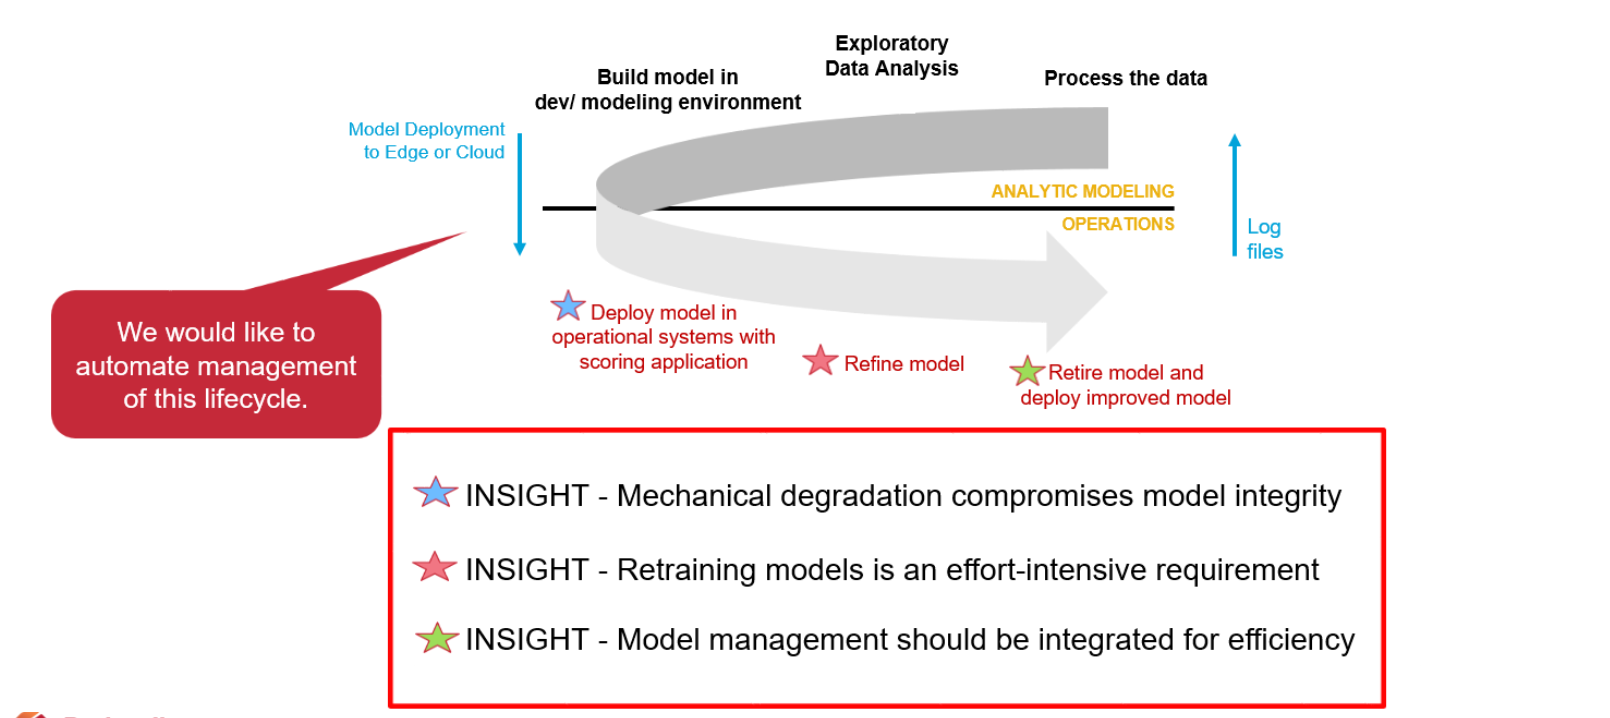 Exploratory
Data Analysis
Build model in
dev/ modeling environment
Process the data
Model Deployment
to Edge or Cloud
ANALYTIC MODELING
OPERATIONS
Log
files
We would like to
automate management
of this lifecycle.
Deploy model in
operational systems with
scoring application
Refine model
Retire model and
deploy improved model
INSIGHT - Mechanical degradation compromises model integrity
INSIGHT - Retraining models is an effort-intensive requirement
INSIGHT - Model management should be integrated for efficiency